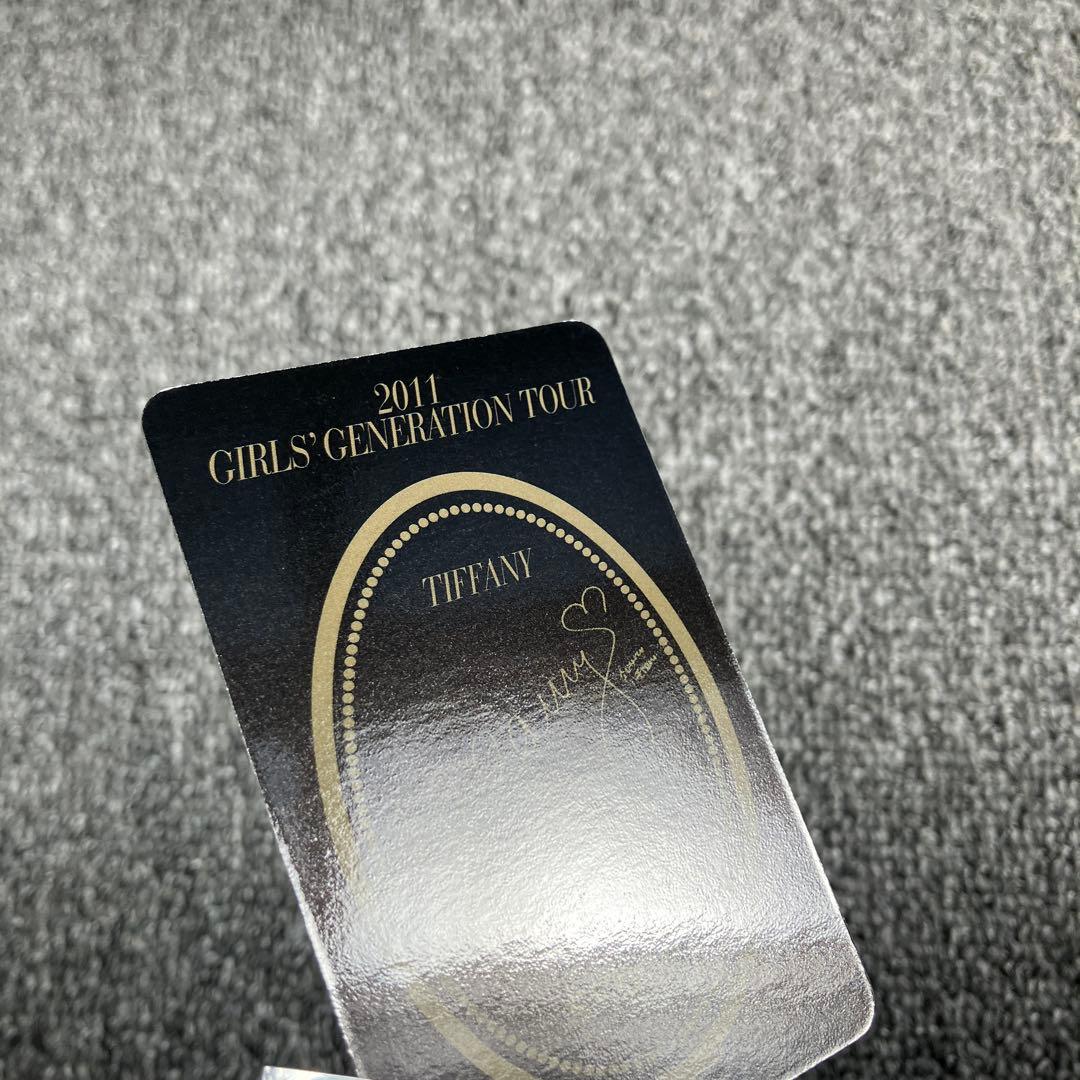 2011
GIRLS' GENERATION TOUR
TIFFANY